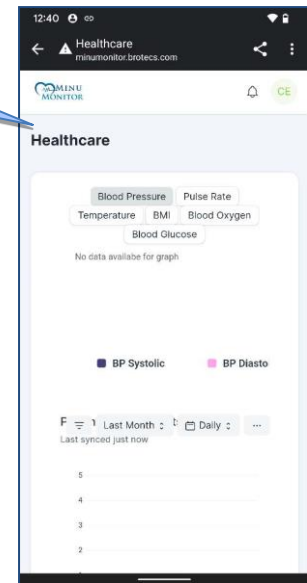 12:40
Healthcare
minumonitor.brotecs.com
MINU
MONITOR
CE
Healthcare
Blood Pressure Pulse Rate
Temperature BMI Blood Oxygen
Blood Glucose
No data availabe for graph
BP Systolic BP Diasto
Last Month Daily ...
Last synced just now
5
4
3
2